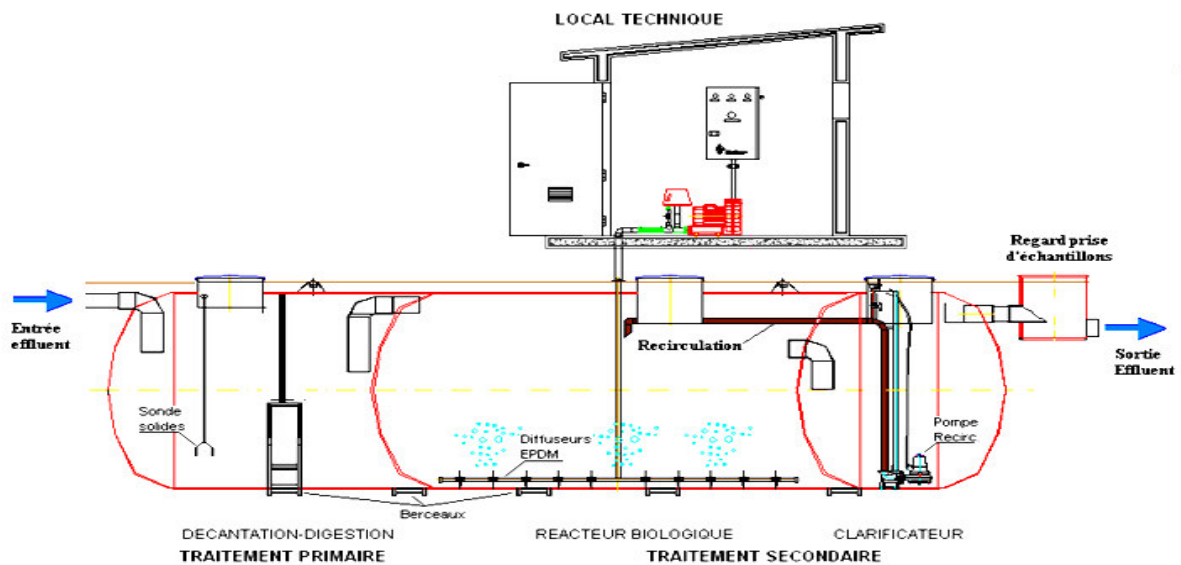 LOCAL TECHNIQUE
Regard prise
d'échantillons
Entrée
effluent
Recirculation
Sortie
Effluent
Sonde
solides
Diffuseurs
EPDM
Pompe
Recirc
Berceaux
DECANTATION-DIGESTION
REACTEUR BIOLOGIQUE
CLARIFICATEUR
TRAITEMENT PRIMAIRE
TRAITEMENT SECONDAIRE